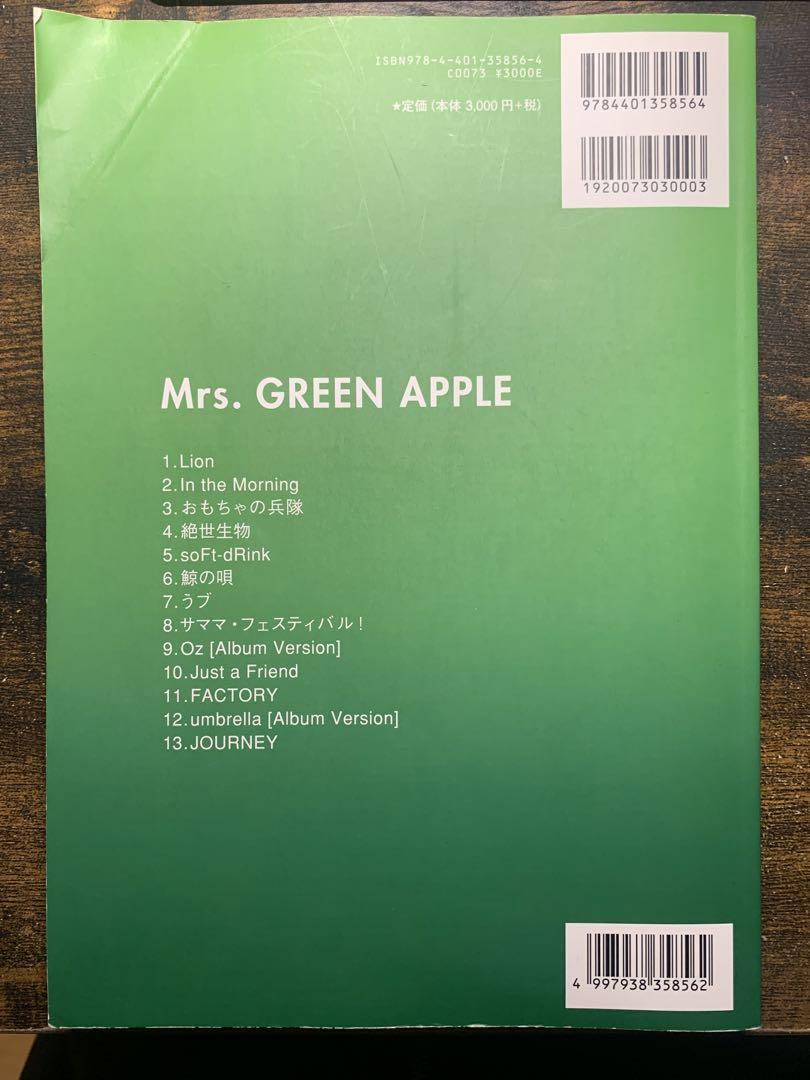 ISBN978-4-401-35856-4
C0073 ¥3000E
★定価(本体 3,000 円+税)
9784401358564
1920073030003
Mrs. GREEN APPLE
1.Lion
2.In the Morning
3.おもちゃの兵隊
4.絶世生物
5.soFt-dRink
6.鯨の唄
7.うブ
8.サママ・フェスティバル!
9.Oz [Album Version]
10.Just a Friend
11.FACTORY
12.umbrella [Album Version]
13.JOURNEY
4 997938 358562